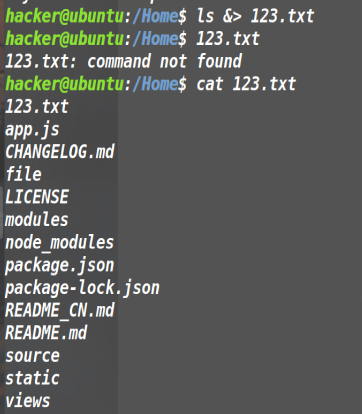 hacker@ubuntu:/Home$ ls &> 123.txt
hacker@ubuntu:/Home$ 123.txt
123.txt: command not found
hacker@ubuntu:/Home$ cat 123.txt
123.txt
app.js
CHANGELOG.md
file
LICENSE
modules
node_modules
package.json
package-lock.json
README_CN.md
README.md
source
static
views